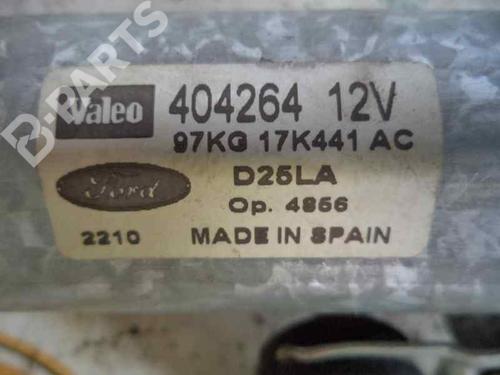 B-PARTS
Valeo 404264 12V
97KG 17K441 AC
Ford D25LA
Op. 4856
2210 MADE IN SPAIN